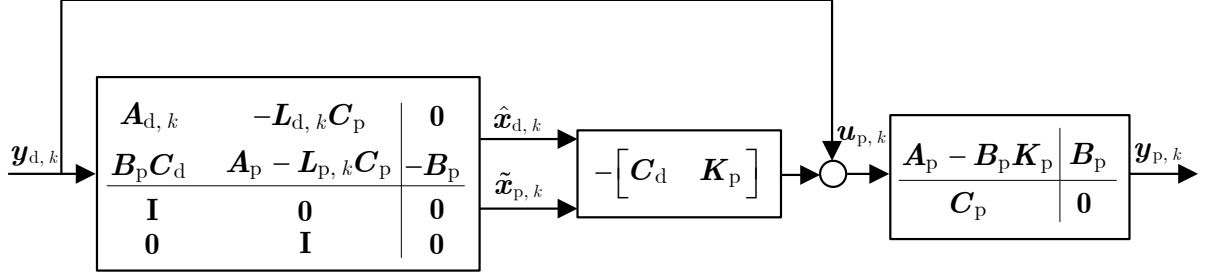 A_{d, k} -L_{d, k}C_p 0
B_pC_d A_p - L_{p, k}C_p -B_p
I 0 0
0 I 0
y_{d, k}
x̂_{d, k}
x̃_{p, k}
-[C_d K_p]
u_{p, k}
A_p - B_pK_p B_p
C_p 0
y_{p, k}